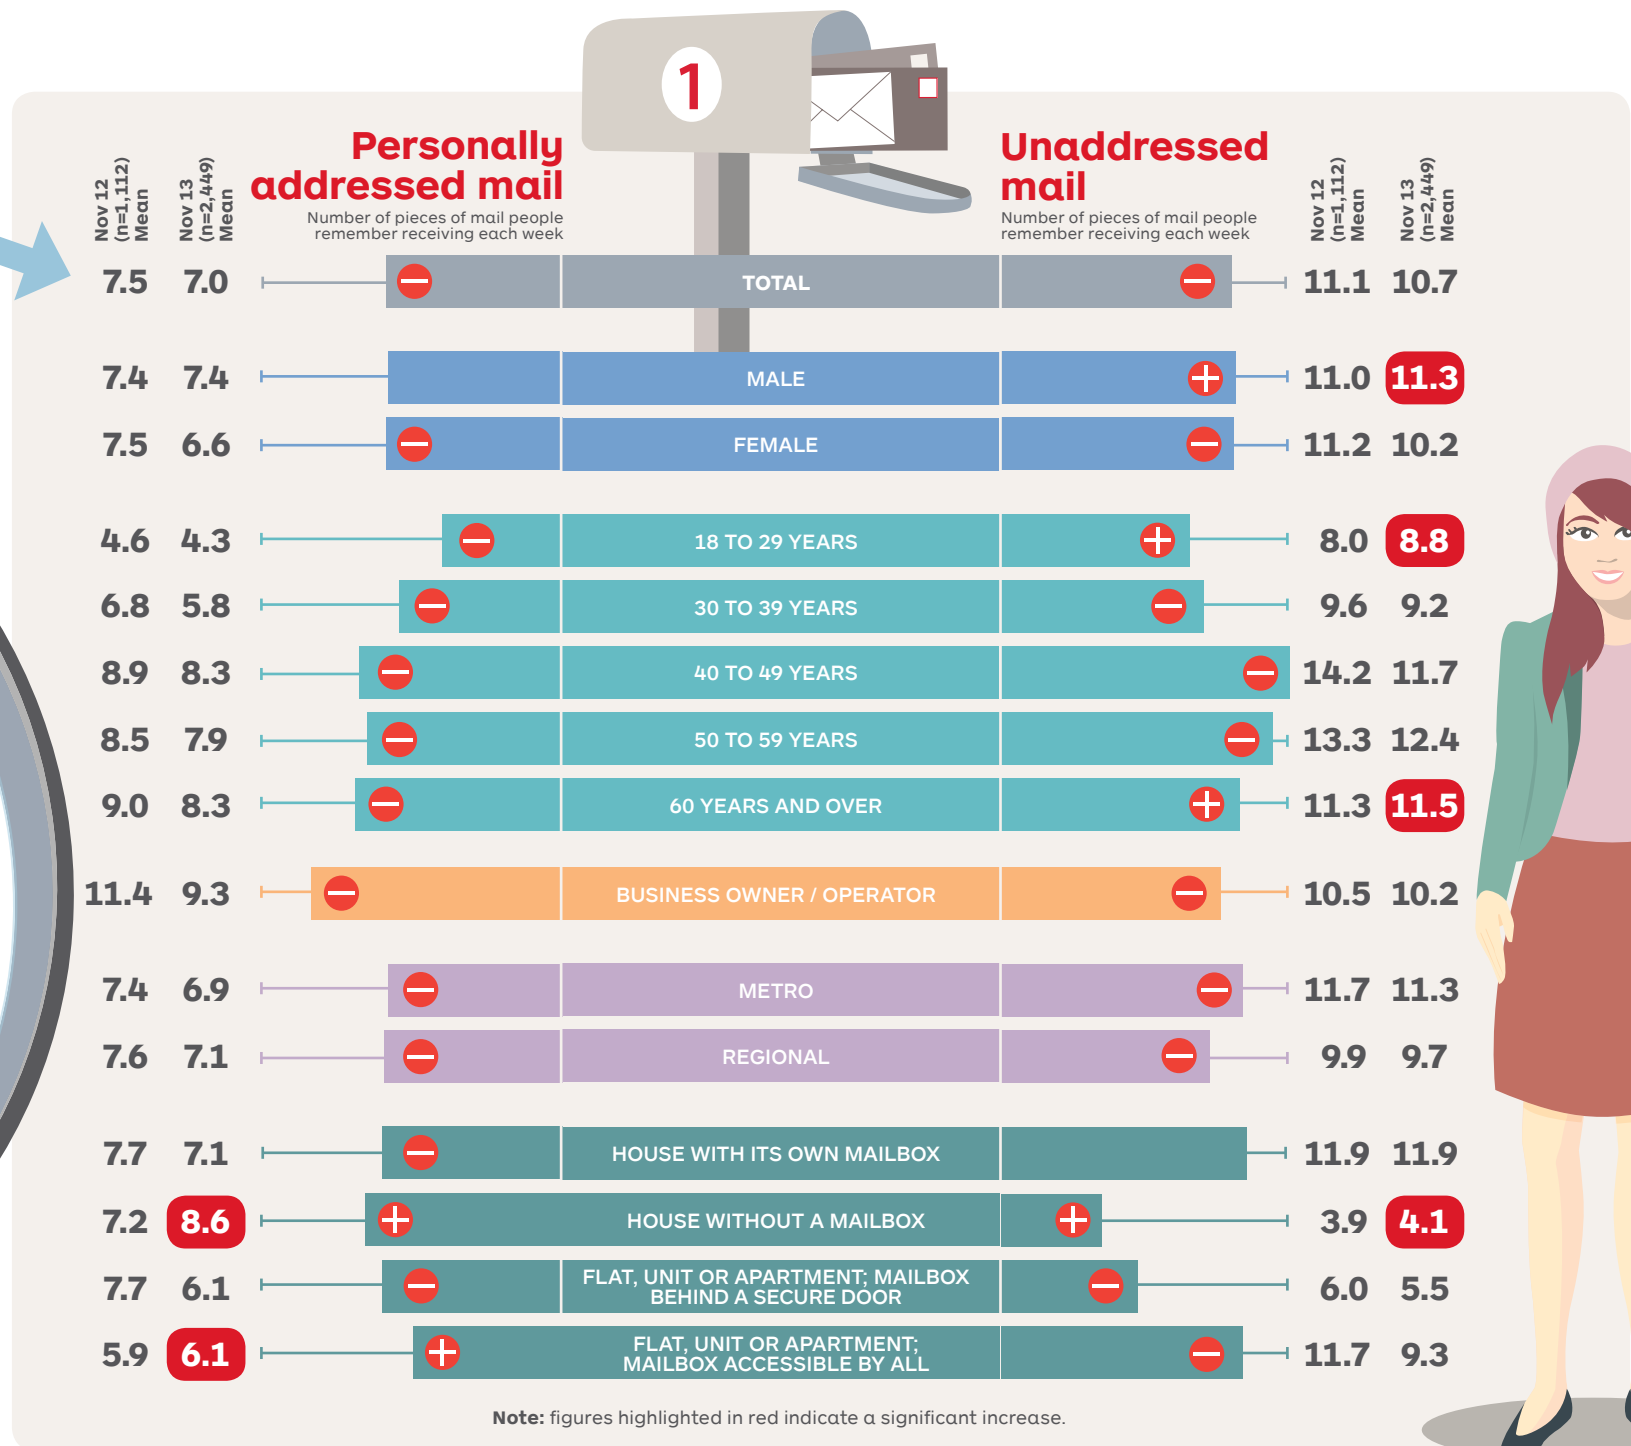 1
Personally
addressed mail
Number of pieces of mail people
remember receiving each week
Unaddressed
mail
Number of pieces of mail people
remember receiving each week
Nov 12
(n=1,112)
Mean
Nov 13
(n=2,449)
Mean
Nov 12
(n=1,112)
Mean
Nov 13
(n=2,449)
Mean
7.5 7.0 TOTAL 11.1 10.7
7.4 7.4 MALE 11.0 11.3
7.5 6.6 FEMALE 11.2 10.2
4.6 4.3 18 TO 29 YEARS 8.0 8.8
6.8 5.8 30 TO 39 YEARS 9.6 9.2
8.9 8.3 40 TO 49 YEARS 14.2 11.7
8.5 7.9 50 TO 59 YEARS 13.3 12.4
9.0 8.3 60 YEARS AND OVER 11.3 11.5
11.4 9.3 BUSINESS OWNER / OPERATOR 10.5 10.2
7.4 6.9 METRO 11.7 11.3
7.6 7.1 REGIONAL 9.9 9.7
7.7 7.1 HOUSE WITH ITS OWN MAILBOX 11.9 11.9
7.2 8.6 HOUSE WITHOUT A MAILBOX 3.9 4.1
7.7 6.1 FLAT, UNIT OR APARTMENT; MAILBOX
BEHIND A SECURE DOOR 6.0 5.5
5.9 6.1 FLAT, UNIT OR APARTMENT;
MAILBOX ACCESSIBLE BY ALL 11.7 9.3
Note: figures highlighted in red indicate a significant increase.